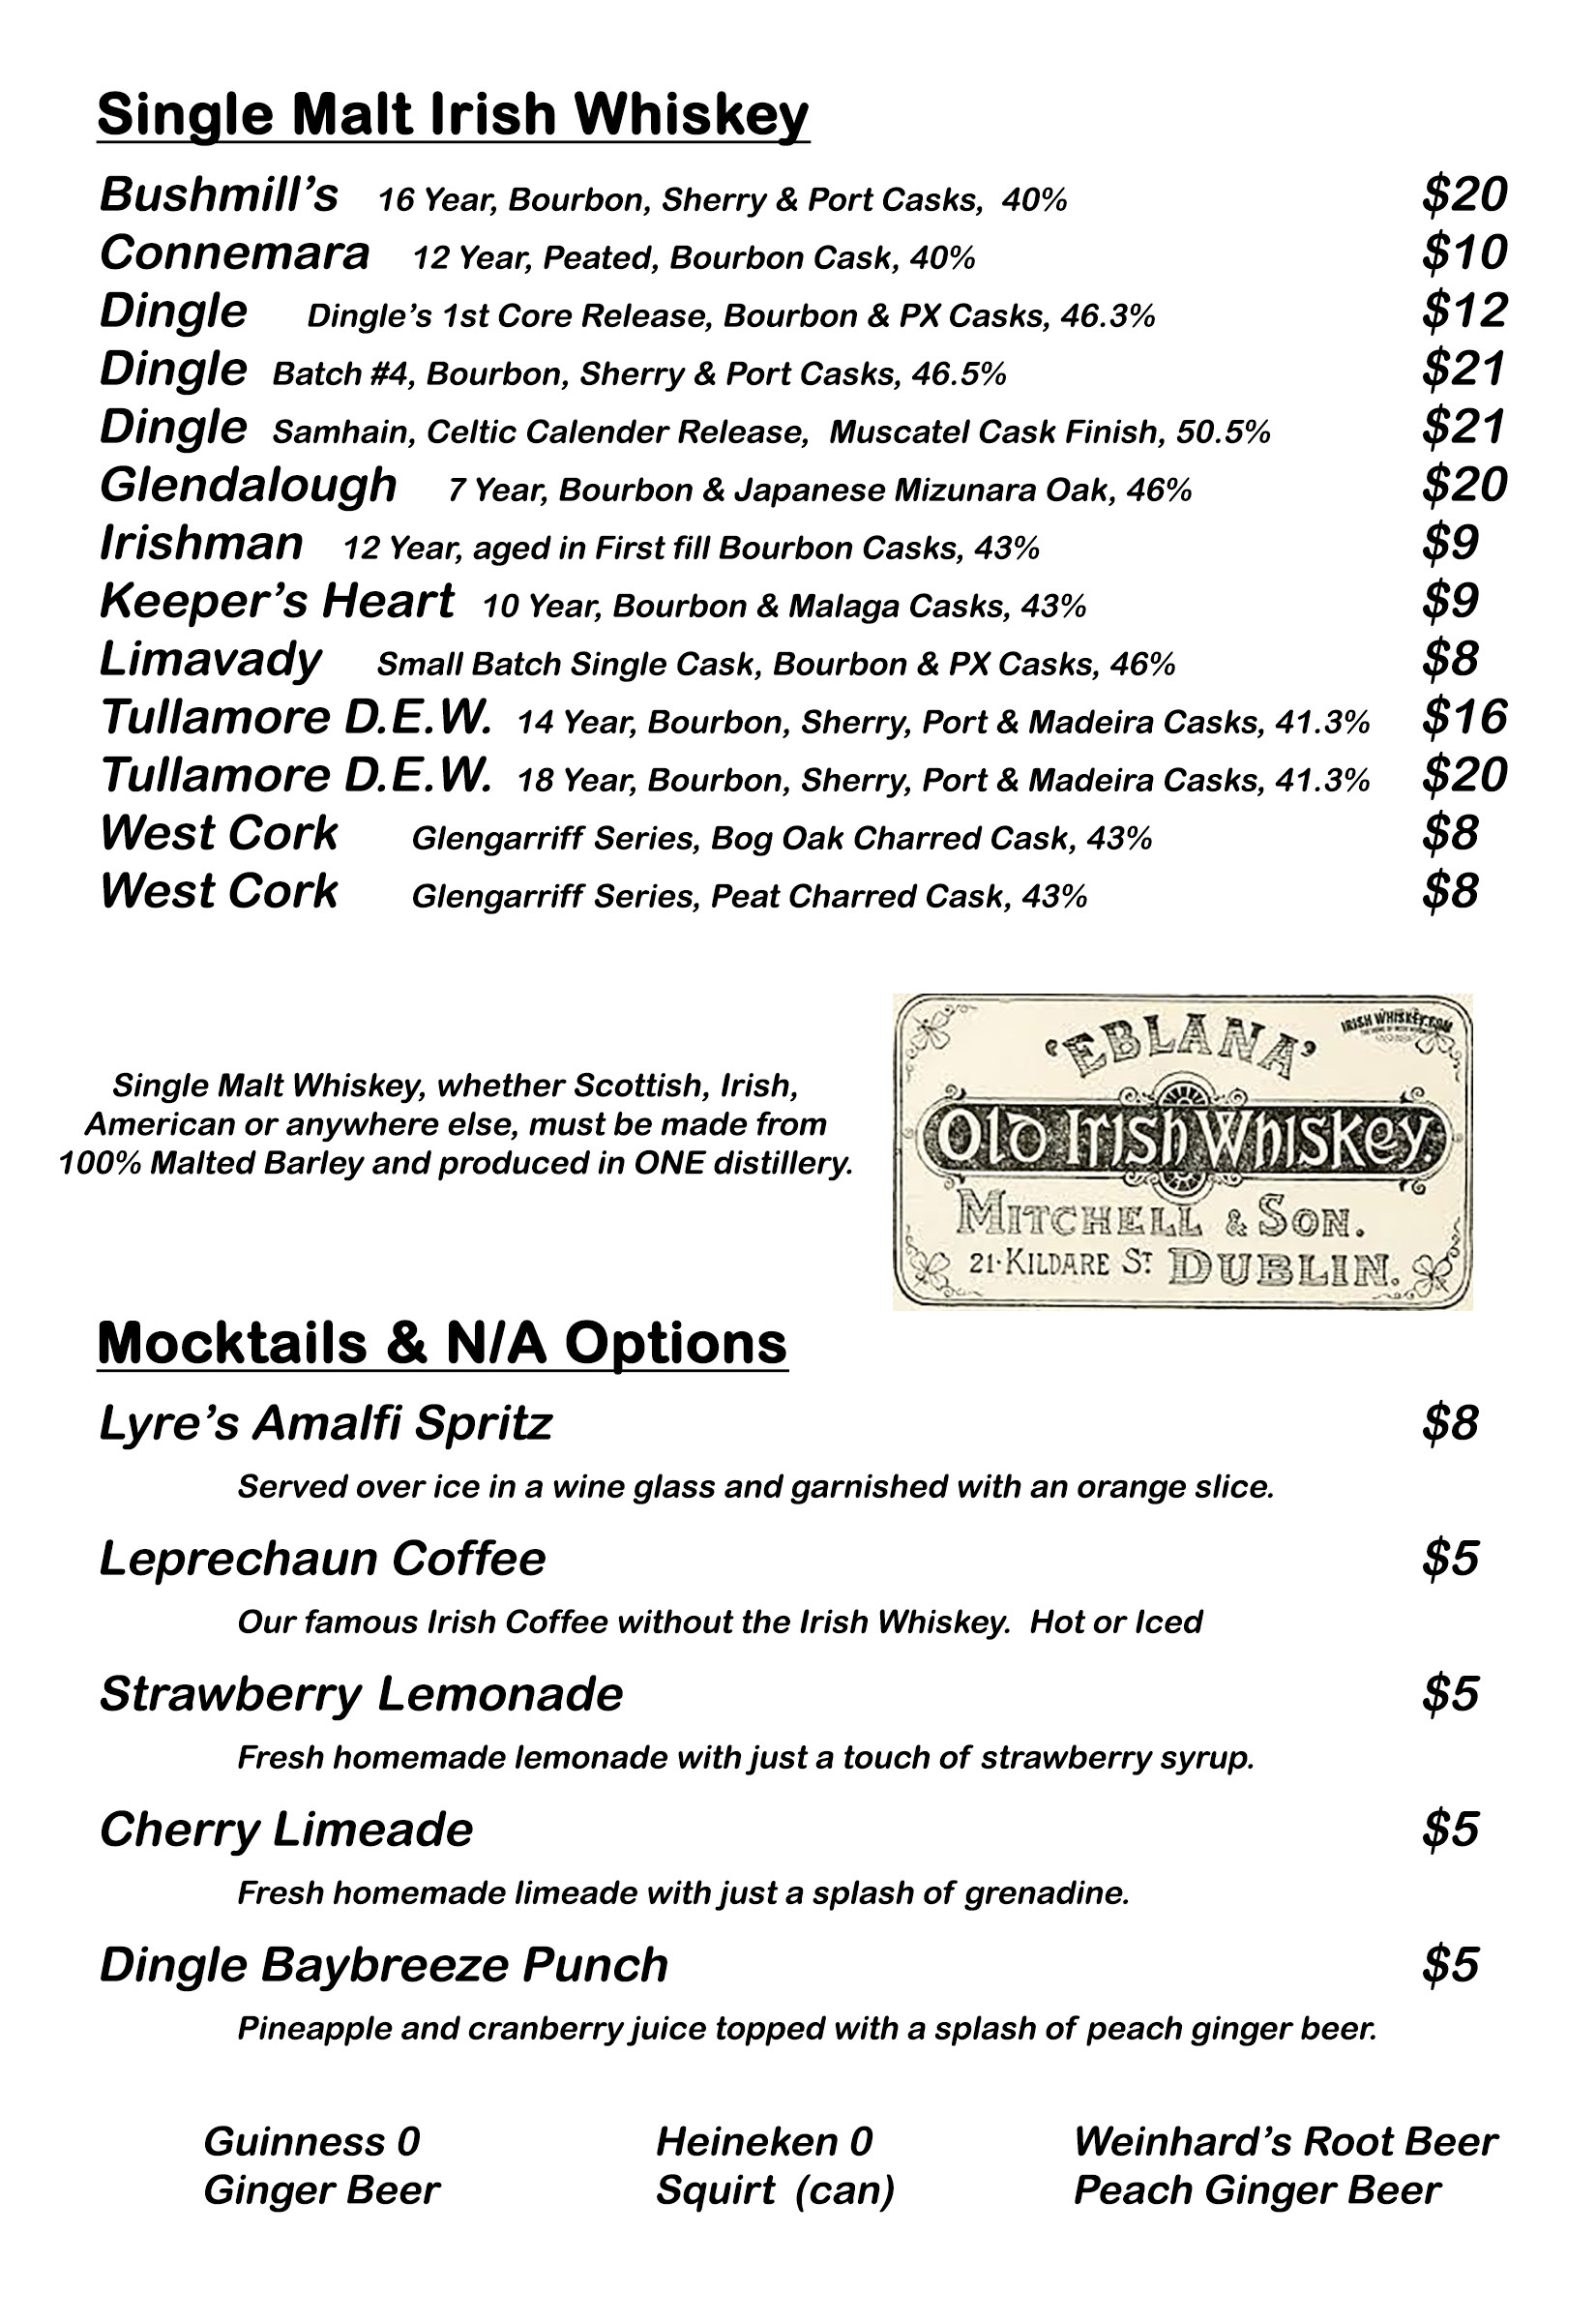 Single Malt Irish Whiskey
Bushmill’s 16 Year, Bourbon, Sherry & Port Casks, 40% $20
Connemara 12 Year, Peated, Bourbon Cask, 40% $10
Dingle Dingle’s 1st Core Release, Bourbon & PX Casks, 46.3% $12
Dingle Batch #4, Bourbon, Sherry & Port Casks, 46.5% $21
Dingle Samhain, Celtic Calender Release, Muscatel Cask Finish, 50.5% $21
Glendalough 7 Year, Bourbon & Japanese Mizunara Oak, 46% $20
Irishman 12 Year, aged in First fill Bourbon Casks, 43% $9
Keeper’s Heart 10 Year, Bourbon & Malaga Casks, 43% $9
Limavady Small Batch Single Cask, Bourbon & PX Casks, 46% $8
Tullamore D.E.W. 14 Year, Bourbon, Sherry, Port & Madeira Casks, 41.3% $16
Tullamore D.E.W. 18 Year, Bourbon, Sherry, Port & Madeira Casks, 41.3% $20
West Cork Glengarriff Series, Bog Oak Charred Cask, 43% $8
West Cork Glengarriff Series, Peat Charred Cask, 43% $8
Single Malt Whiskey, whether Scottish, Irish,
American or anywhere else, must be made from
100% Malted Barley and produced in ONE distillery.
IRISH WHISKEY.COM
‘EBLANA’
Old Irish Whiskey.
MITCHELL & SON.
21·KILDARE ST. DUBLIN.
Mocktails & N/A Options
Lyre’s Amalfi Spritz $8
Served over ice in a wine glass and garnished with an orange slice.
Leprechaun Coffee $5
Our famous Irish Coffee without the Irish Whiskey. Hot or Iced
Strawberry Lemonade $5
Fresh homemade lemonade with just a touch of strawberry syrup.
Cherry Limeade $5
Fresh homemade limeade with just a splash of grenadine.
Dingle Baybreeze Punch $5
Pineapple and cranberry juice topped with a splash of peach ginger beer.
Guinness 0 Heineken 0 Weinhard’s Root Beer
Ginger Beer Squirt (can) Peach Ginger Beer